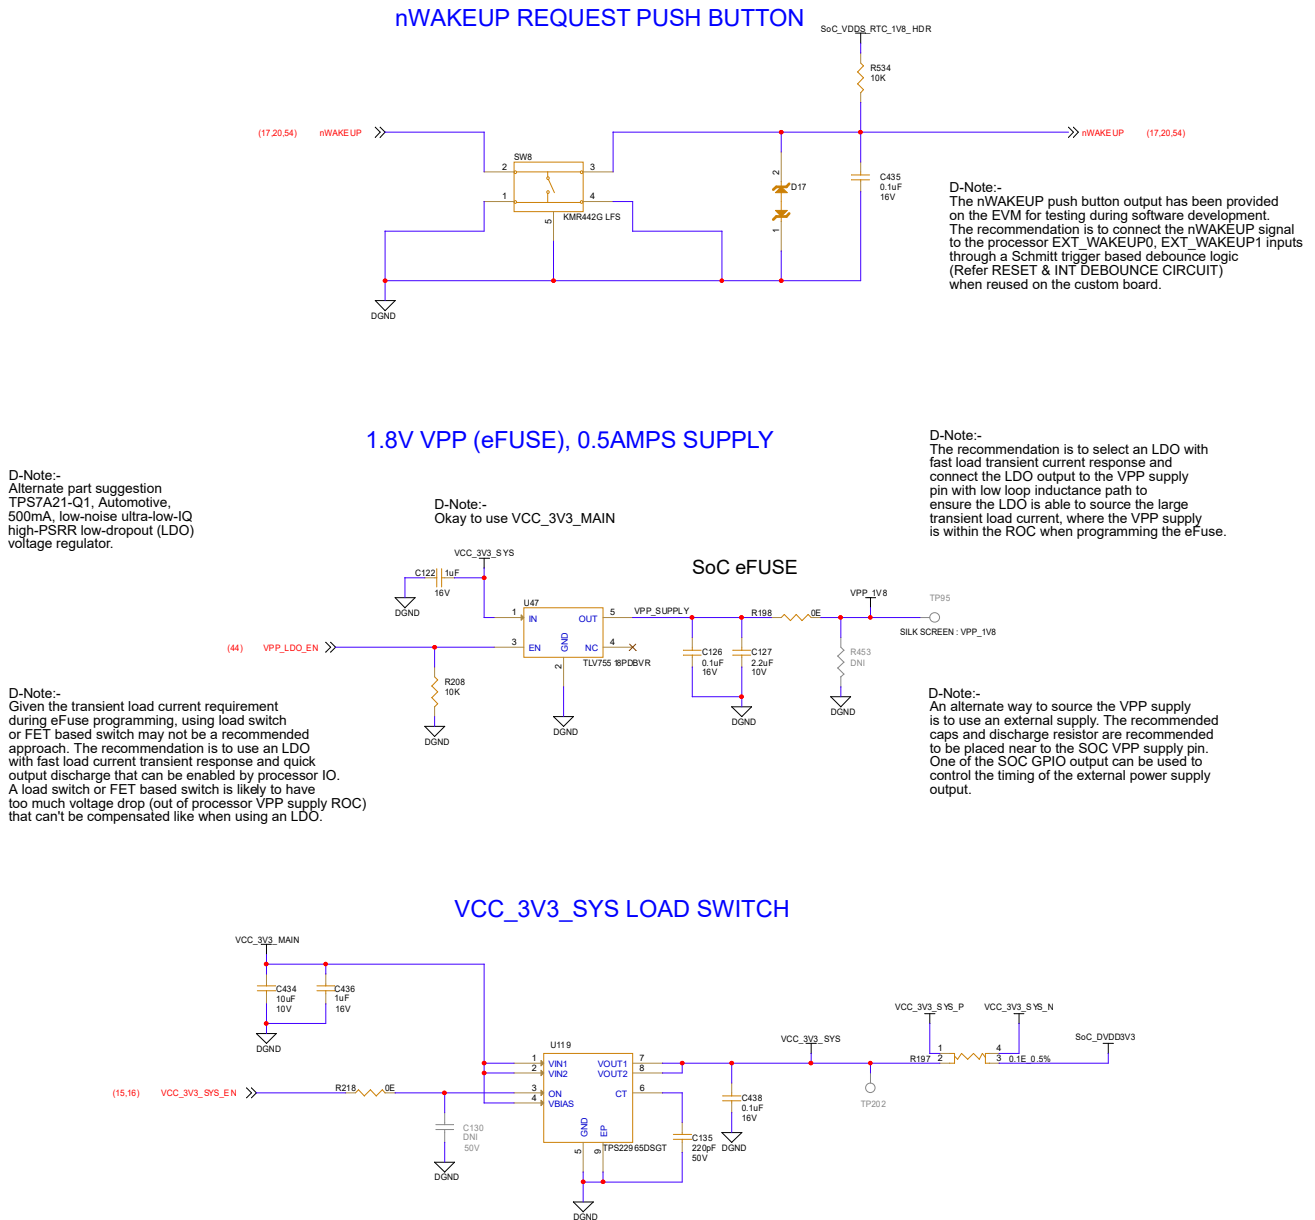 nWAKEUP REQUEST PUSH BUTTON
SoC_VDDS_RTC_1V8_HDR
R534
10K
(17,20,54) nWAKEUP
nWAKEUP (17,20,54)
SW8
2
3
1
4
5
KMR442G LFS
2
D17
1
C435
0.1uF
16V
DGND
D-Note:-
The nWAKEUP push button output has been provided
on the EVM for testing during software development.
The recommendation is to connect the nWAKEUP signal
to the processor EXT_WAKEUP0, EXT_WAKEUP1 inputs
through a Schmitt trigger based debounce logic
(Refer RESET & INT DEBOUNCE CIRCUIT)
when reused on the custom board.
1.8V VPP (eFUSE), 0.5AMPS SUPPLY
D-Note:-
Alternate part suggestion
TPS7A21-Q1, Automotive,
500mA, low-noise ultra-low-IQ
high-PSRR low-dropout (LDO)
voltage regulator.
D-Note:-
Okay to use VCC_3V3_MAIN
D-Note:-
The recommendation is to select an LDO with
fast load transient current response and
connect the LDO output to the VPP supply
pin with low loop inductance path to
ensure the LDO is able to source the large
transient load current, where the VPP supply
is within the ROC when programming the eFuse.
VCC_3V3_SYS
C122 1uF
16V
DGND
SoC eFUSE
U47
1 IN
OUT 5
3 EN
GND
NC 4
2
TLV75518PDBVR
VPP_SUPPLY
R198 0E
VPP_1V8
TP95
SILK SCREEN : VPP_1V8
(44) VPP_LDO_EN
R208
10K
DGND
DGND
C126
0.1uF
16V
C127
2.2uF
10V
DGND
R453
DNI
DGND
D-Note:-
Given the transient load current requirement
during eFuse programming, using load switch
or FET based switch may not be a recommended
approach. The recommendation is to use an LDO
with fast load current transient response and quick
output discharge that can be enabled by processor IO.
A load switch or FET based switch is likely to have
too much voltage drop (out of processor VPP supply ROC)
that can't be compensated like when using an LDO.
D-Note:-
An alternate way to source the VPP supply
is to use an external supply. The recommended
caps and discharge resistor are recommended
to be placed near to the SOC VPP supply pin.
One of the SOC GPIO output can be used to
control the timing of the external power supply
output.
VCC_3V3_SYS LOAD SWITCH
VCC_3V3_MAIN
C434
10uF
10V
C436
1uF
16V
DGND
(15,16) VCC_3V3_SYS_EN
R218 0E
C130
DNI
50V
DGND
U119
1 VIN1
2 VIN2
3 ON
4 VBIAS
VOUT1 7
VOUT2 8
CT 6
GND
EP
5
9
TPS22965DSGT
C135
220pF
50V
DGND
C438
0.1uF
16V
DGND
VCC_3V3_SYS
TP202
VCC_3V3_SYS_P
VCC_3V3_SYS_N
SoC_DVDD3V3
1
4
R197 2
3 0.1E 0.5%